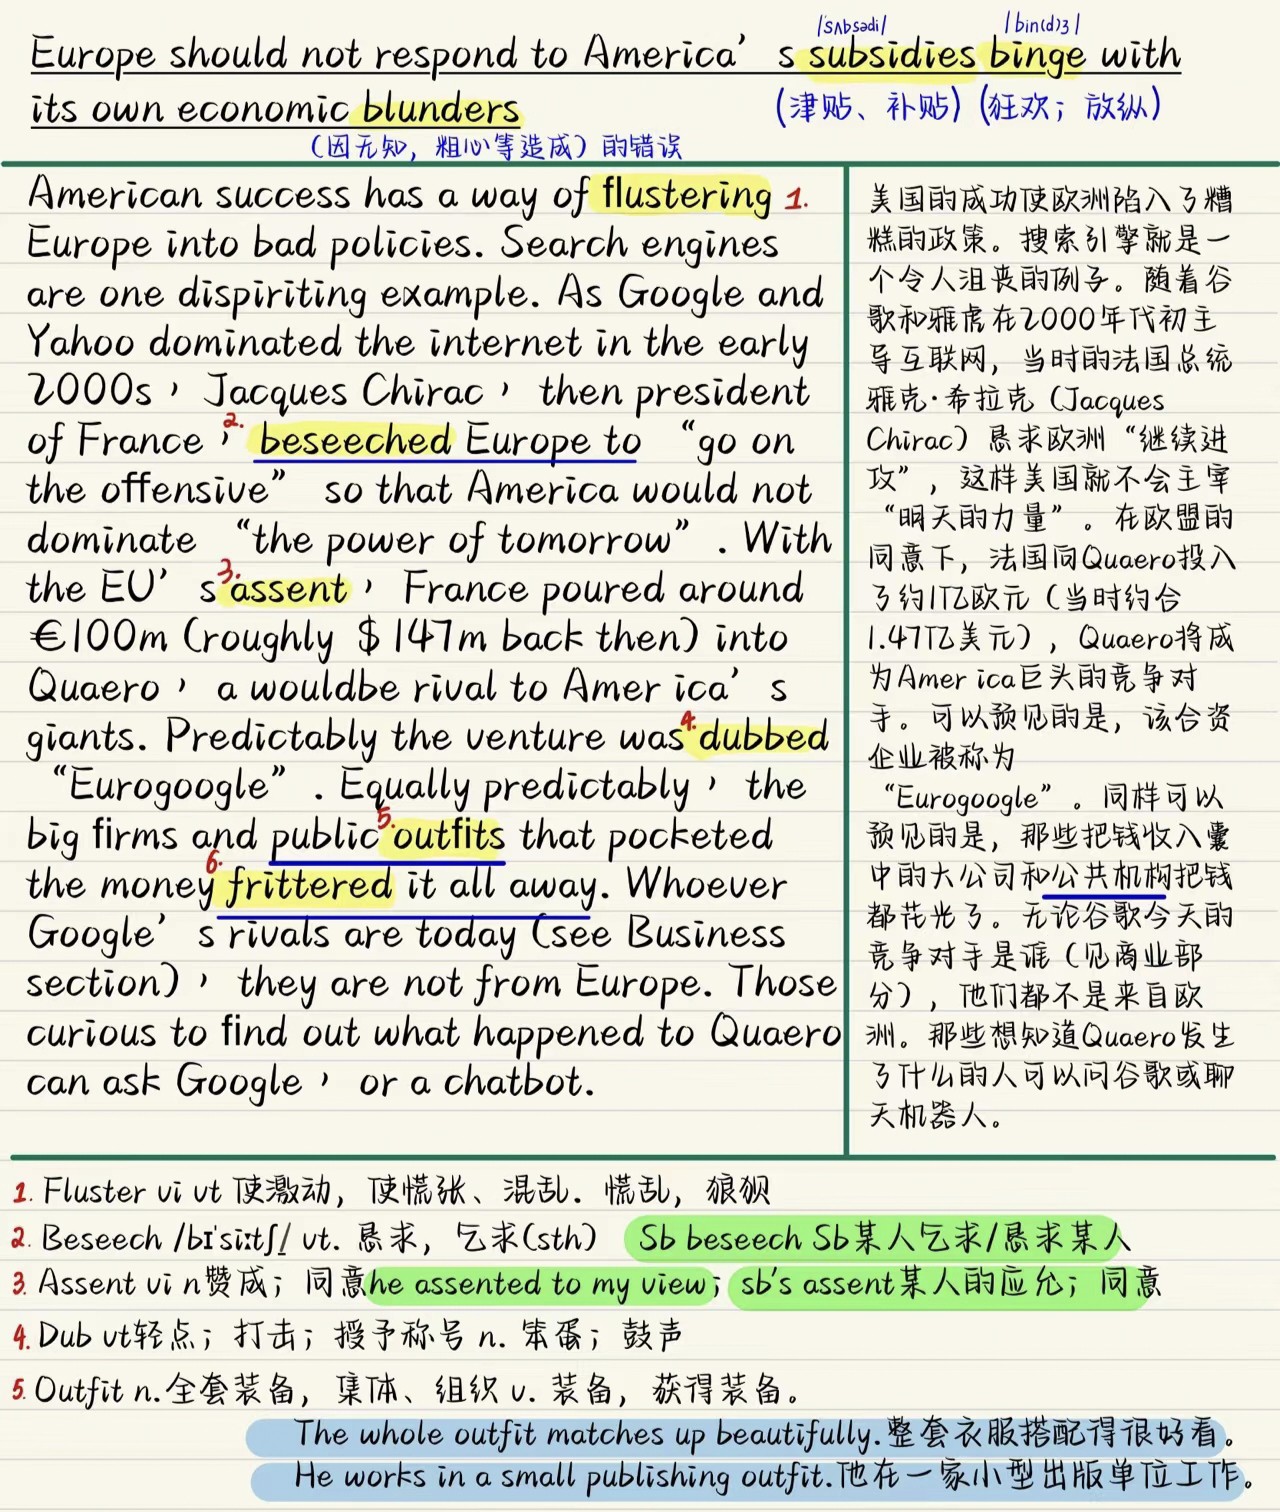 /'sʌbsədi/ /bin(d)ʒ/
Europe should not respond to America’ s subsidies binge with
(津贴、补贴) (狂欢；放纵)
its own economic blunders
(因无知，粗心等造成) 的错误
American success has a way of flustering 1.
Europe into bad policies. Search engines
are one dispiriting example. As Google and
Yahoo dominated the internet in the early
2000s， Jacques Chirac， then president
of France， 2. beseeched Europe to “go on
the offensive” so that America would not
dominate “the power of tomorrow” . With
the EU’ s 3. assent， France poured around
€100m (roughly $147m back then) into
Quaero， a wouldbe rival to Amer ica’ s
giants. Predictably the venture was 4. dubbed
“Eurogoogle” . Equally predictably， the
big firms and public 5. outfits that pocketed
the money 6. frittered it all away. Whoever
Google’ s rivals are today (see Business
section)， they are not from Europe. Those
curious to find out what happened to Quaero
can ask Google， or a chatbot.
美国的成功使欧洲陷入了糟
糕的政策。搜索引擎就是一
个令人沮丧的例子。随着谷
歌和雅虎在2000年代初主
导互联网，当时的法国总统
雅克·希拉克（Jacques
Chirac）恳求欧洲“继续进
攻”，这样美国就不会主宰
“明天的力量”。在欧盟的
同意下，法国向Quaero投入
了约1亿欧元（当时约合
1.47亿美元），Quaero将成
为Amer ica巨头的竞争对
手。可以预见的是，该合资
企业被称为
“Eurogoogle”。同样可以
预见的是，那些把钱收入囊
中的大公司和公共机构把钱
都花光了。无论谷歌今天的
竞争对手是谁（见商业部
分），他们都不是来自欧
洲。那些想知道Quaero发生
了什么的人可以问谷歌或聊
天机器人。
1. Fluster vi vt 使激动，使慌张、混乱. 慌乱，狼狈
2. Beseech /bɪ'siːtʃ/ vt. 恳求，乞求(sth) Sb beseech Sb某人乞求/恳求某人
3. Assent vi n赞成；同意he assented to my view；sb's assent某人的应允；同意
4. Dub vt轻点；打击；授予称号 n. 笨蛋；鼓声
5. Outfit n.全套装备，集体、组织 v. 装备，获得装备。
The whole outfit matches up beautifully.整套衣服搭配得很好看。
He works in a small publishing outfit.他在一家小型出版单位工作。